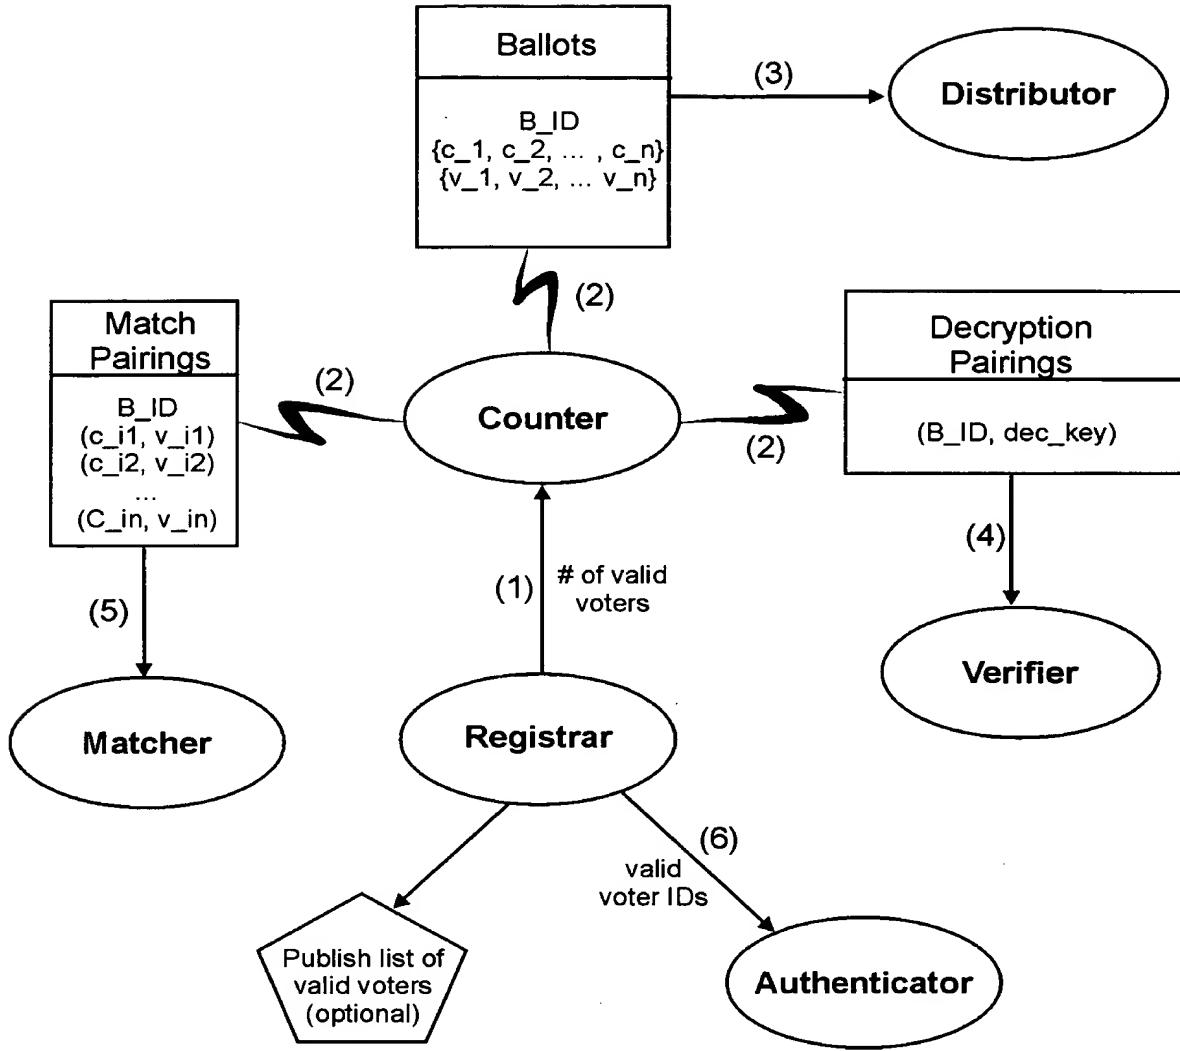 Ballots
B_ID
{c_1, c_2, ... , c_n}
{v_1, v_2, ... v_n}
(3)
Distributor
(2)
Match
Pairings
B_ID
(c_i1, v_i1)
(c_i2, v_i2)
...
(C_in, v_in)
(2)
Counter
(2)
Decryption
Pairings
(B_ID, dec_key)
(4)
Verifier
(5)
Matcher
(1)
# of valid
voters
Registrar
(6)
valid
voter IDs
Publish list of
valid voters
(optional)
Authenticator